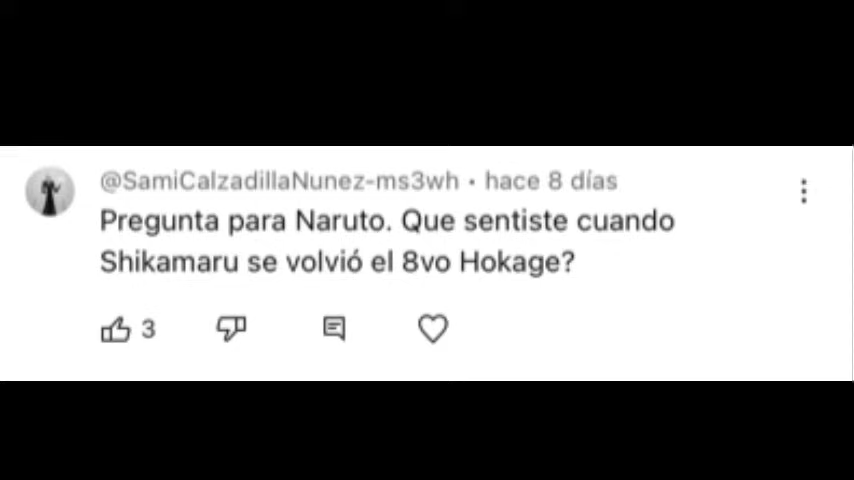 @SamiCalzadillaNunez-ms3wh • hace 8 días
Pregunta para Naruto. Que sentiste cuando
Shikamaru se volvió el 8vo Hokage?
3